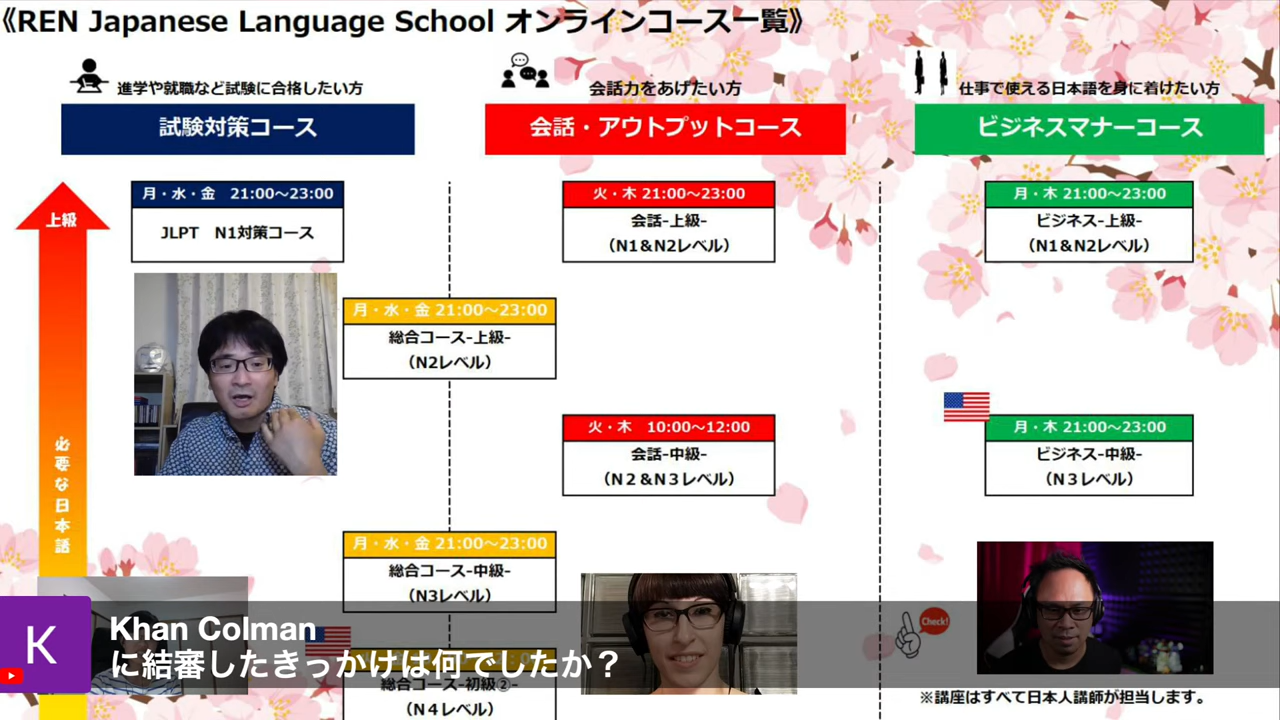 《REN Japanese Language School オンラインコース一覧》
進学や就職など試験に合格したい方
会話力をあげたい方
仕事で使える日本語を身に着けたい方
試験対策コース
会話・アウトプットコース
ビジネスマナーコース
上級
必要な日本語
月・水・金 21:00～23:00
JLPT N1対策コース
火・木 21:00～23:00
会話-上級-
（N1＆N2レベル）
月・木 21:00～23:00
ビジネス-上級-
（N1＆N2レベル）
月・水・金 21:00～23:00
総合コース-上級-
（N2レベル）
火・木 10:00～12:00
会話-中級-
（N２＆N３レベル）
月・木 21:00～23:00
ビジネス-中級-
（N３レベル）
月・水・金 21:00～23:00
総合コース-中級-
（N3レベル）
Check!
K
Khan Colman
に結審したきっかけは何でしたか？
総合コース-初級②-
（N４レベル）
※講座はすべて日本人講師が担当します。